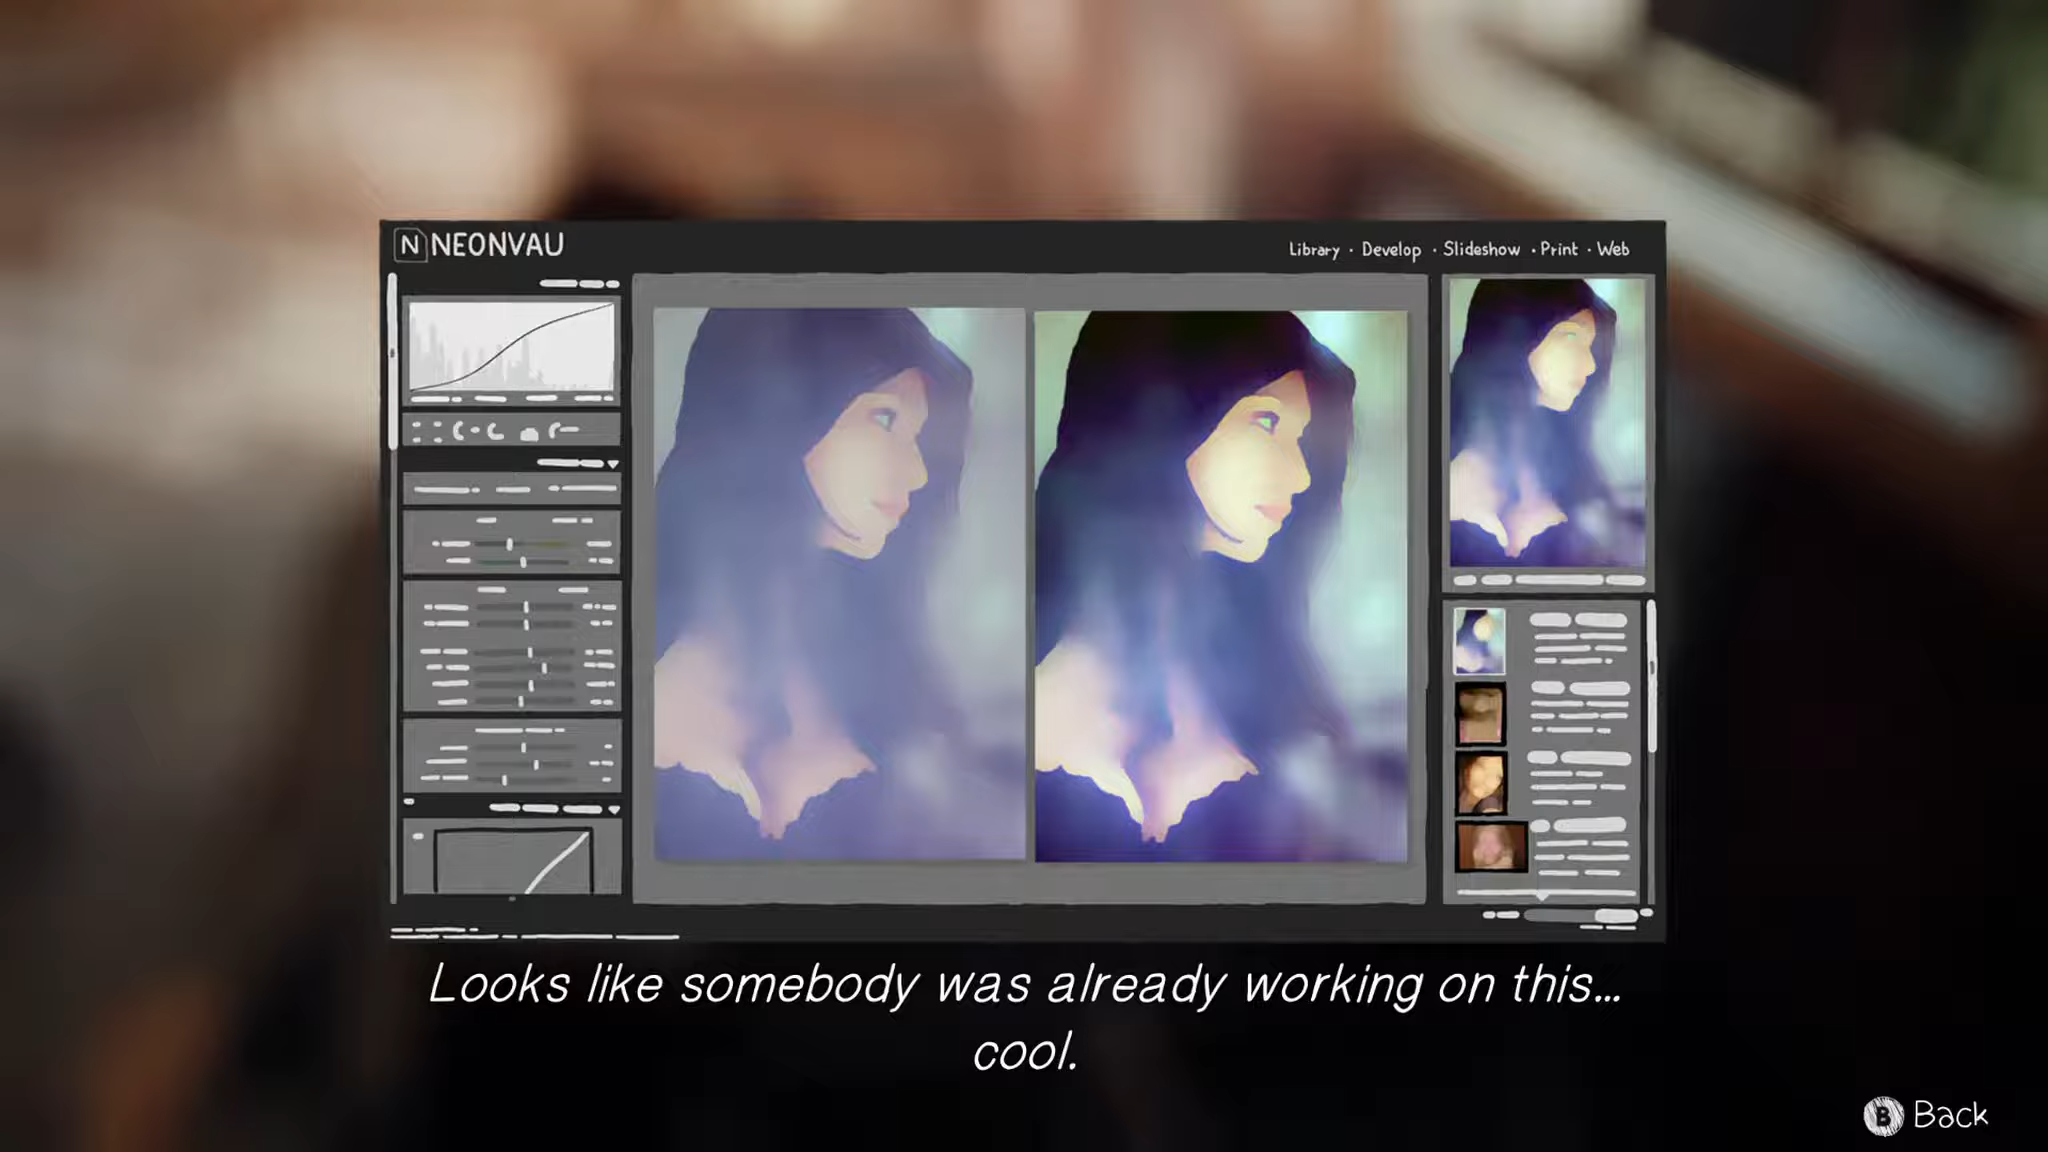 N NEONVAU
Library · Develop · Slideshow · Print · Web
Looks like somebody was already working on this...
cool.
B Back